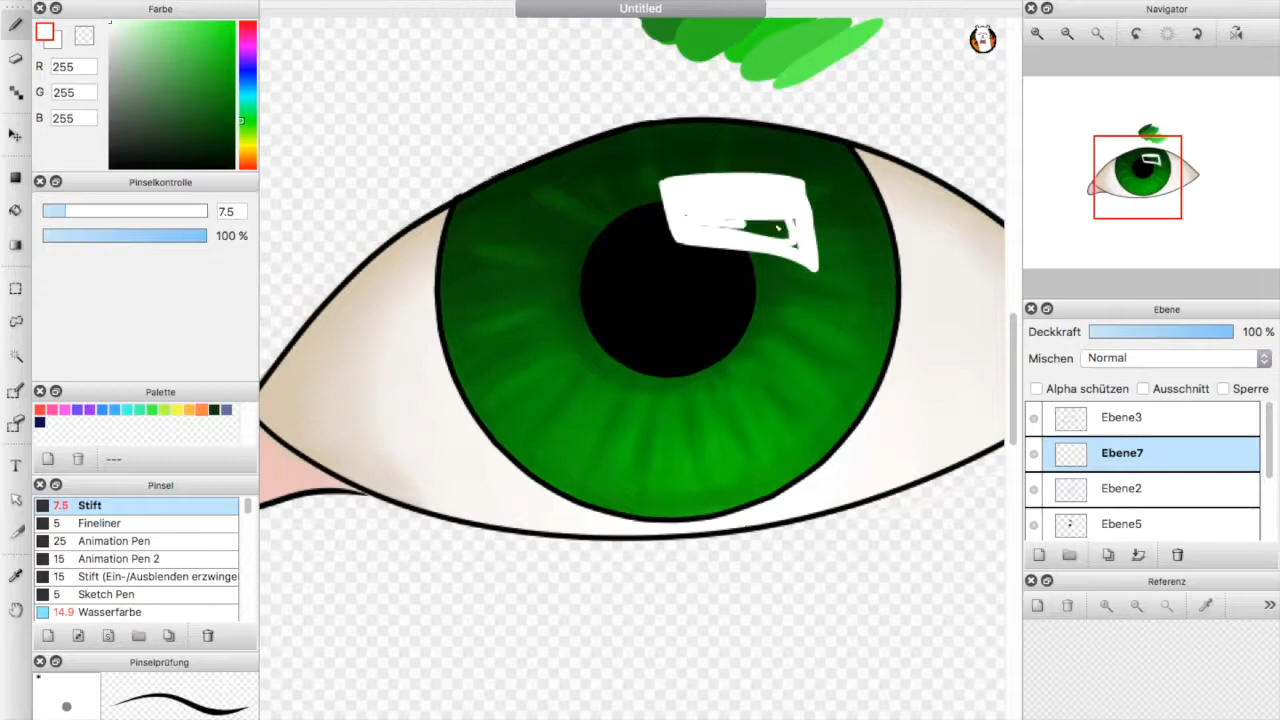 Untitled
Farbe
R 255
G 255
B 255
Pinselkontrolle
7.5
100 %
Palette
---
Pinsel
7.5 Stift
5 Fineliner
25 Animation Pen
15 Animation Pen 2
15 Stift (Ein-/Ausblenden erzwinge
5 Sketch Pen
14.9 Wasserfarbe
Pinselprüfung
*
T
Navigator
Ebene
Deckkraft 100 %
Mischen Normal
Alpha schützen Ausschnitt Sperre
Ebene3
Ebene7
Ebene2
Ebene5
Referenz